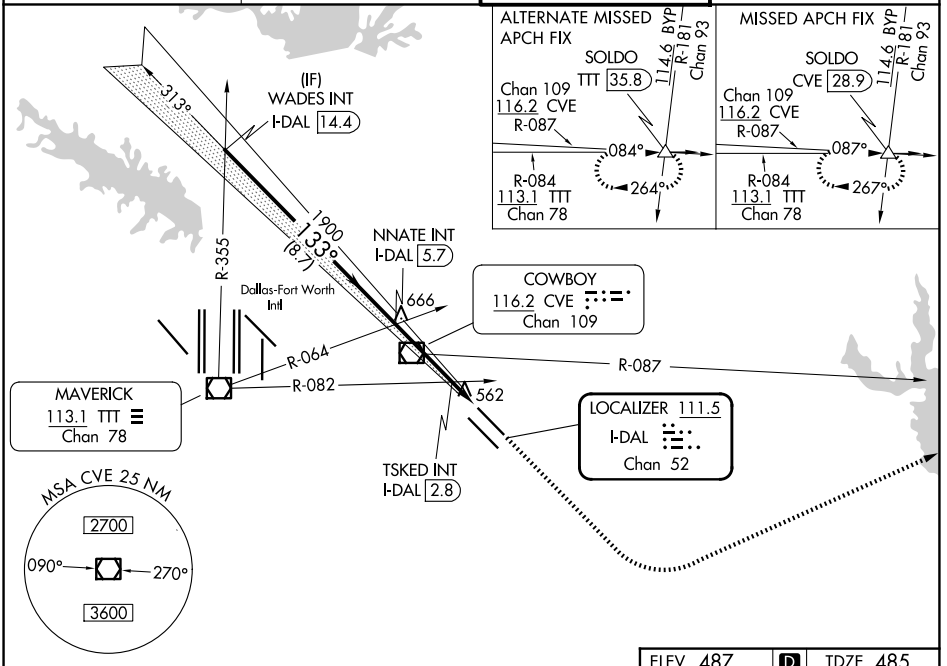 ALTERNATE MISSED
APCH FIX
SOLDO
TTT 35.8
114.6 BYP
R-181
Chan 93
Chan 109
116.2 CVE
R-087
084°
264°
R-084
113.1 TTT
Chan 78
MISSED APCH FIX
SOLDO
CVE 28.9
114.6 BYP
R-181
Chan 93
Chan 109
116.2 CVE
R-087
087°
267°
R-084
113.1 TTT
Chan 78
313°
(IF)
WADES INT
I-DAL 14.4
1900
133°
(8.7)
R-355
NNATE INT
I-DAL 5.7
666
Dallas-Fort Worth
Intl
COWBOY
116.2 CVE
Chan 109
R-064
R-082
R-087
562
MAVERICK
113.1 TTT
Chan 78
LOCALIZER 111.5
I-DAL
Chan 52
TSKED INT
I-DAL 2.8
MSA CVE 25 NM
2700
090°
270°
3600
ELEV 487
D
TDZE 485